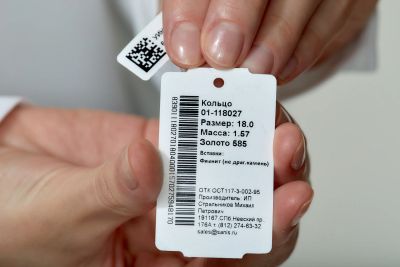 Кольцо
01-118027
Размер: 18.0
Масса: 1.57
Золото 585
Вставки:
Фианит (не драг.камень)
ОТК ОСТ117-3-002-95
Производитель: ИП
Стрельников Михаил
Петрович
191167 СПб Невский пр.
176А т.(812) 274-63-32
sales@sanis.ru